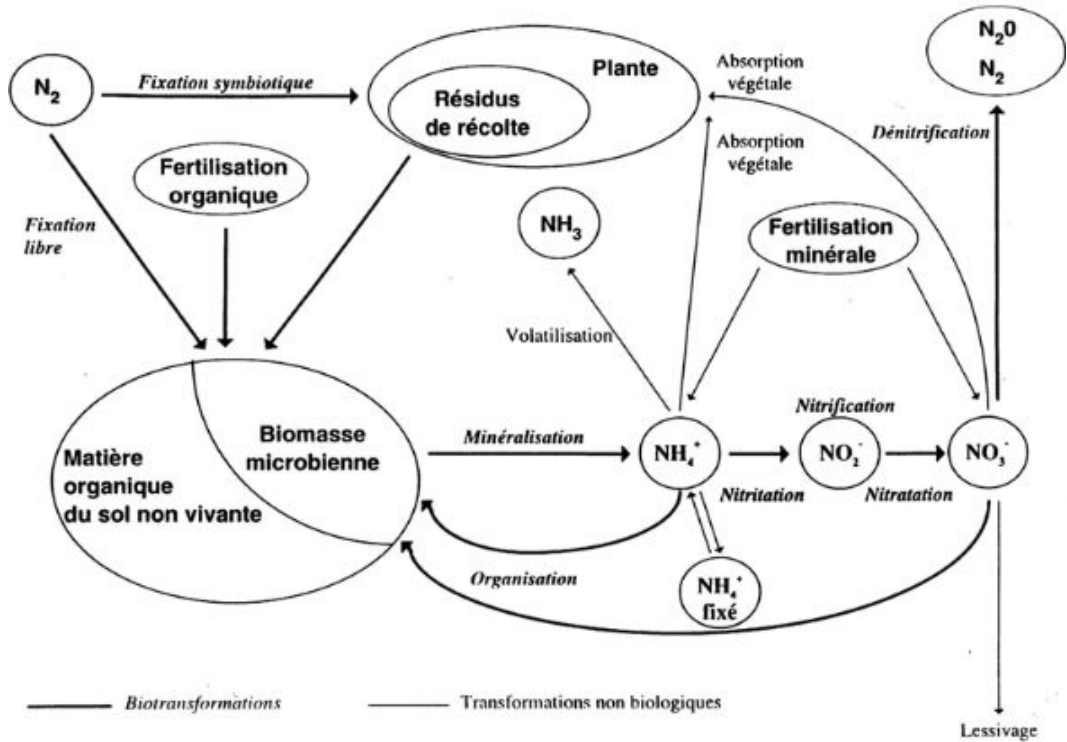 N₂
Fixation symbiotique
Plante
Résidus
de récolte
Absorption
végétale
N₂0
N₂
Dénitrification
Fertilisation
organique
Absorption
végétale
Fixation
libre
NH₃
Fertilisation
minérale
Volatilisation
Matière
organique
du sol non vivante
Biomasse
microbienne
Minéralisation
NH₄⁺
Nitrification
NO₂⁻
NO₃⁻
Nitritation
Nitratation
Organisation
NH₄⁺
fixé
Biotransformations
Transformations non biologiques
Lessivage